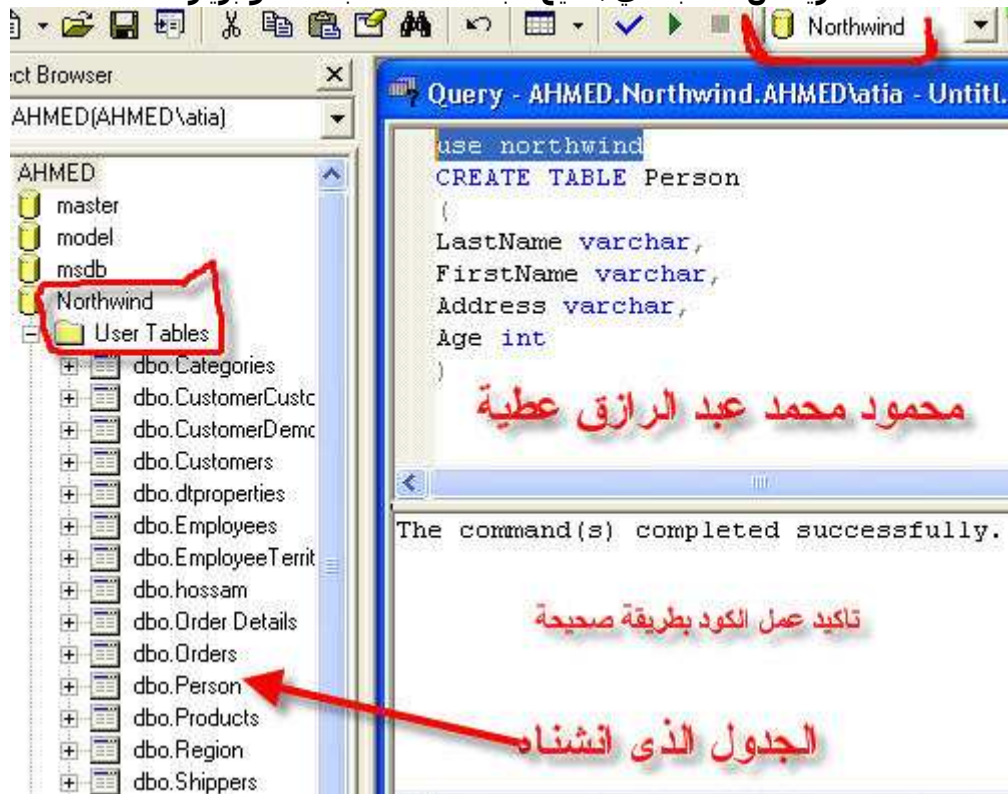 Northwind
ect Browser
AHMED(AHMED\atia)
AHMED
master
model
msdb
Northwind
User Tables
dbo.Categories
dbo.CustomerCustc
dbo.CustomerDemc
dbo.Customers
dbo.dtproperties
dbo.Employees
dbo.EmployeeTerrit
dbo.hossam
dbo.Order Details
dbo.Orders
dbo.Person
dbo.Products
dbo.Region
dbo.Shippers
Query - AHMED.Northwind.AHMED\atia - Untitl.
use northwind
CREATE TABLE Person
(
LastName varchar,
FirstName varchar,
Address varchar,
Age int
)
محمود محمد عبد الرازق عطية
The command(s) completed successfully.
تاكيد عمل الكود بطريقة صحيحة
الجدول الذى انشناه